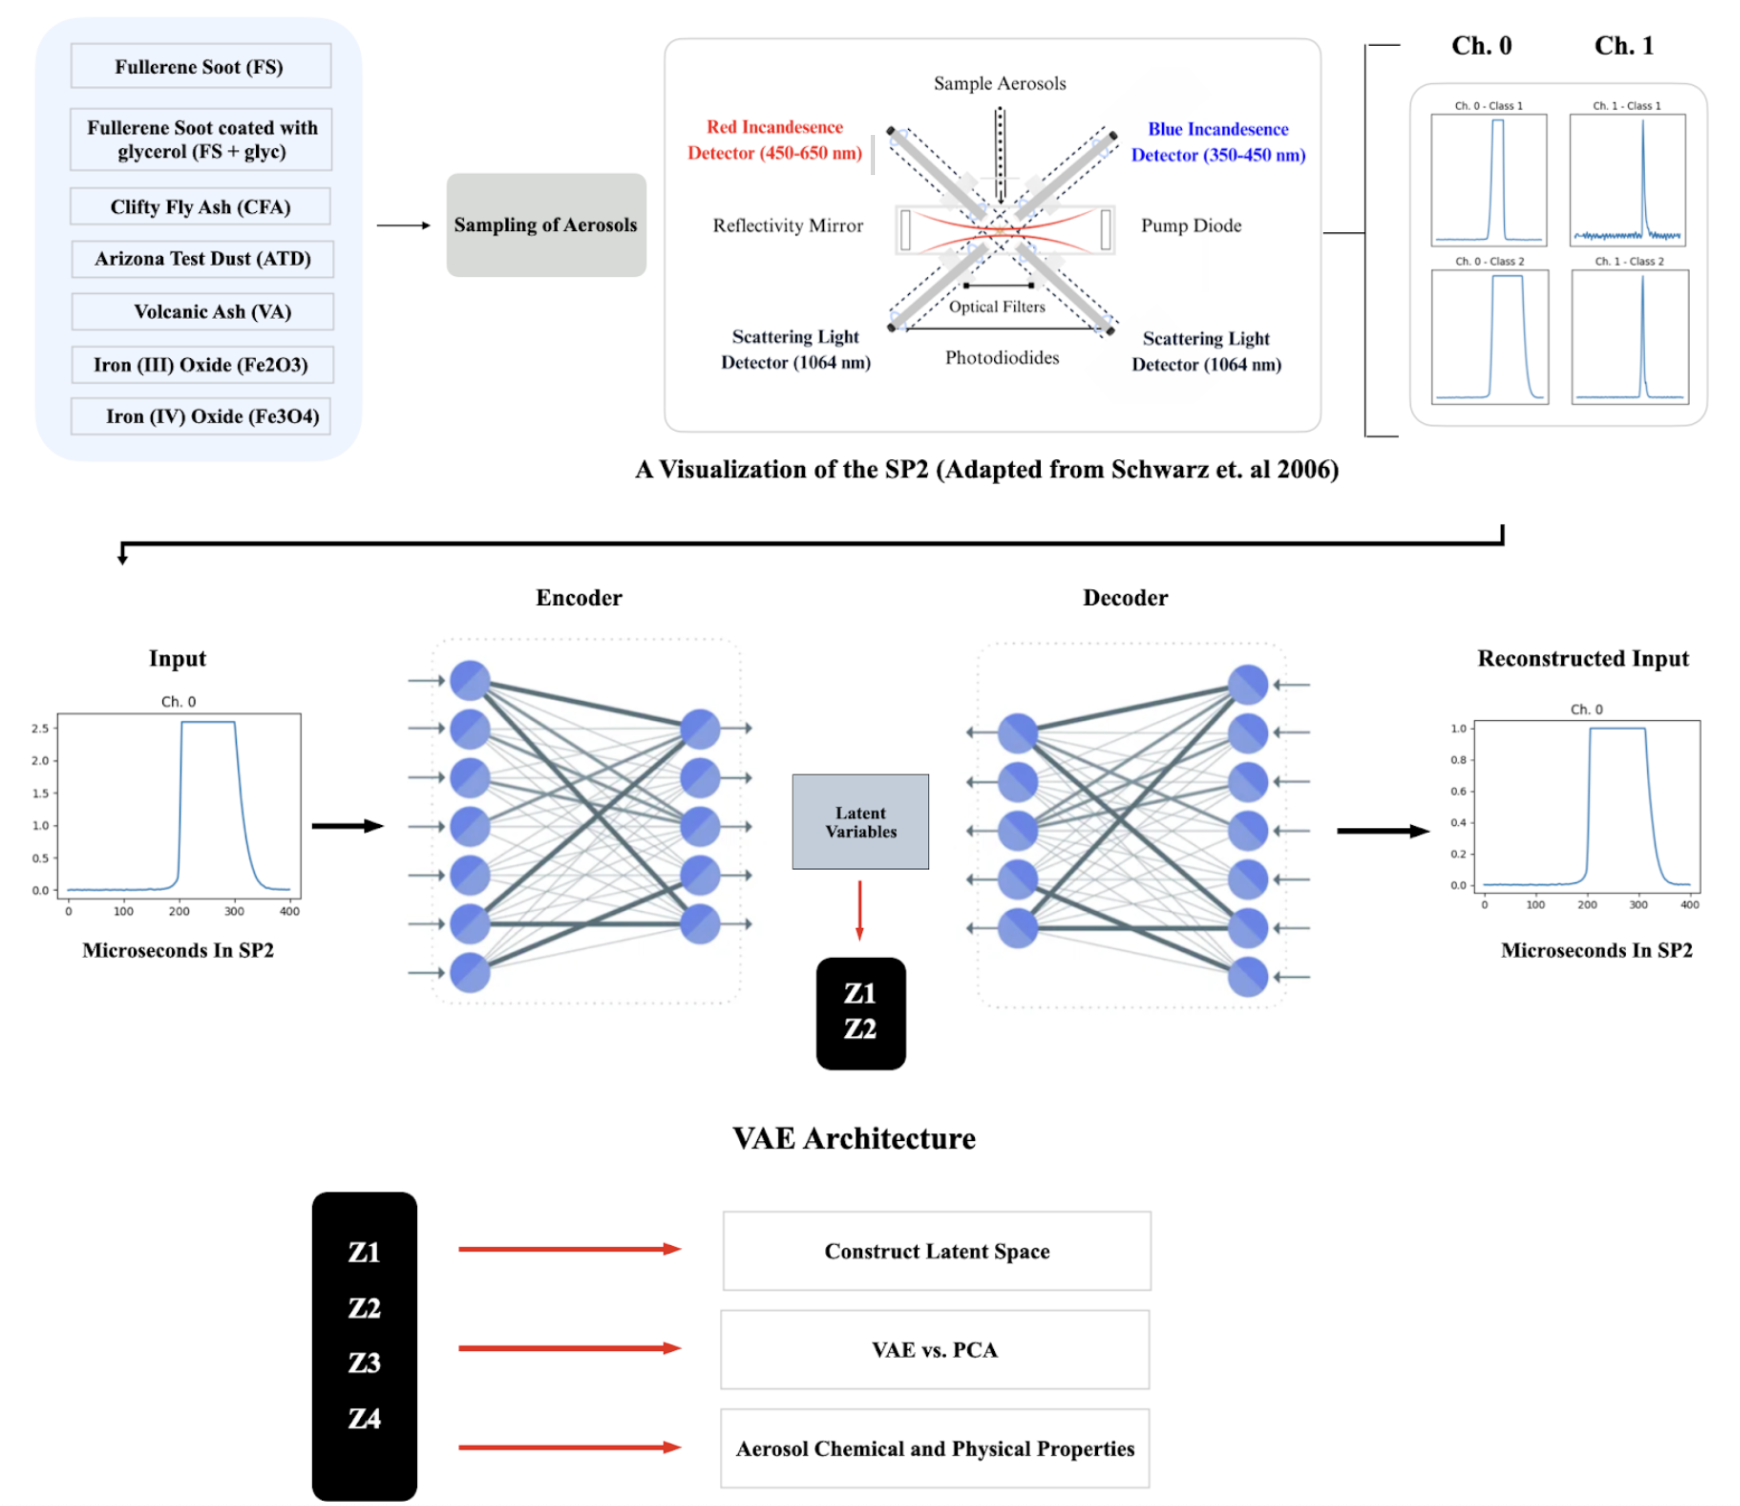 Fullerene Soot (FS)
Fullerene Soot coated with
glycerol (FS + glyc)
Clifty Fly Ash (CFA)
Arizona Test Dust (ATD)
Volcanic Ash (VA)
Iron (III) Oxide (Fe2O3)
Iron (IV) Oxide (Fe3O4)
Sampling of Aerosols
Sample Aerosols
Red Incandesence
Detector (450-650 nm)
Blue Incandesence
Detector (350-450 nm)
Reflectivity Mirror
Pump Diode
Optical Filters
Scattering Light
Detector (1064 nm)
Photodiodides
Scattering Light
Detector (1064 nm)
A Visualization of the SP2 (Adapted from Schwarz et. al 2006)
Ch. 0
Ch. 1
Ch. 0 - Class 1
Ch. 1 - Class 1
Ch. 0 - Class 2
Ch. 1 - Class 2
Encoder
Decoder
Input
Ch. 0
2.5
2.0
1.5
1.0
0.5
0.0
0 100 200 300 400
Microseconds In SP2
Latent
Variables
Z1
Z2
Reconstructed Input
Ch. 0
1.0
0.8
0.6
0.4
0.2
0.0
0 100 200 300 400
Microseconds In SP2
VAE Architecture
Z1
Z2
Z3
Z4
Construct Latent Space
VAE vs. PCA
Aerosol Chemical and Physical Properties